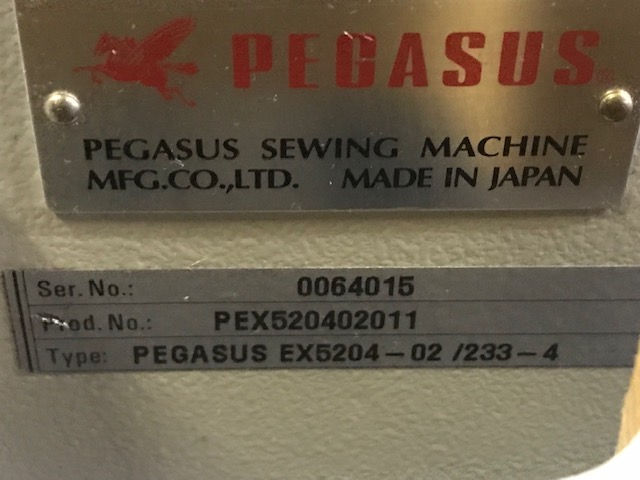 PEGASUS®
PEGASUS SEWING MACHINE
MFG.CO.,LTD. MADE IN JAPAN
Ser. No.: 0064015
Prod. No.: PEX520402011
Type: PEGASUS EX5204-02 /233-4